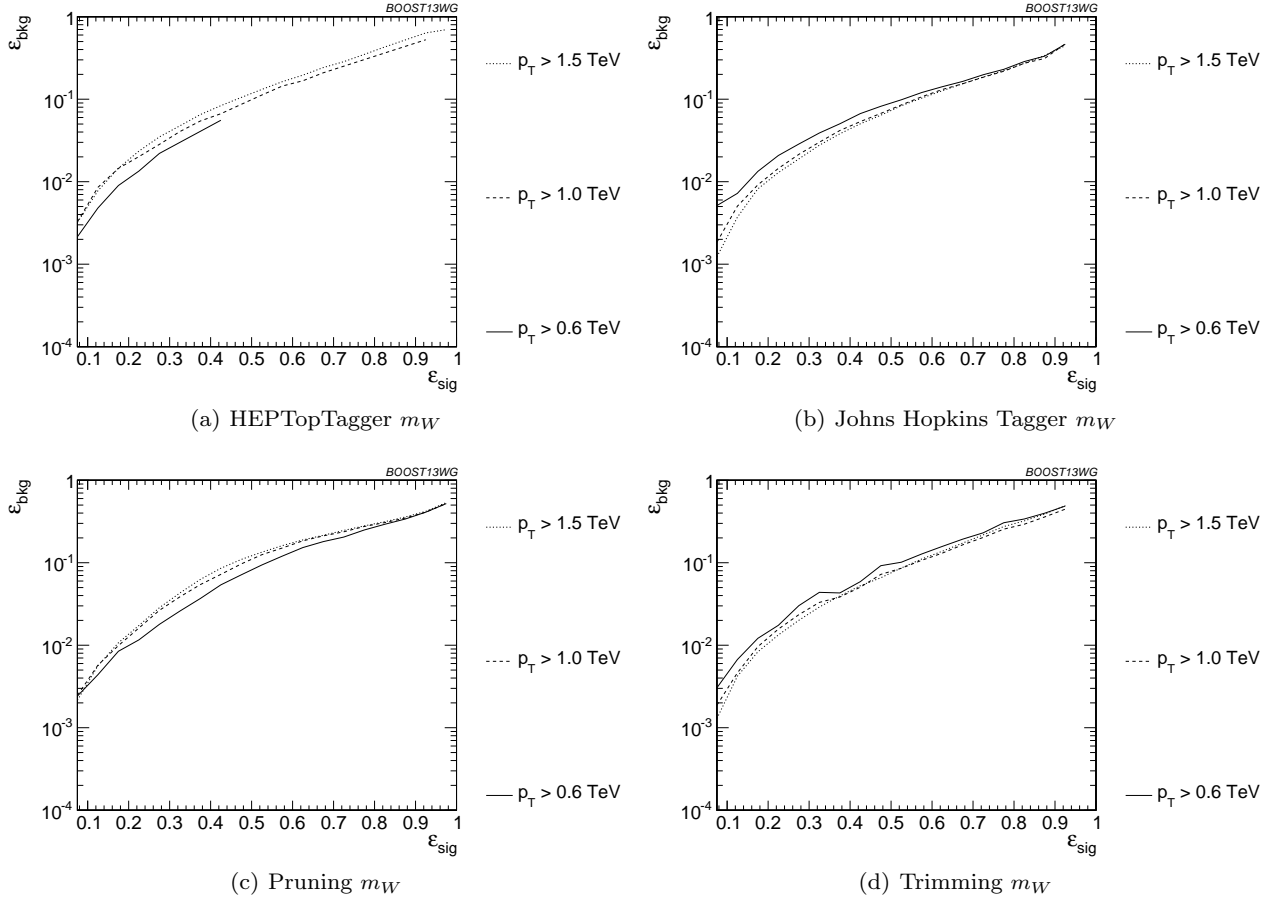 BOOST13WG
ε_bkg
1
10^-1
10^-2
10^-3
10^-4
0.1 0.2 0.3 0.4 0.5 0.6 0.7 0.8 0.9 1
ε_sig
p_T > 1.5 TeV
p_T > 1.0 TeV
p_T > 0.6 TeV
(a) HEPTopTagger m_W
BOOST13WG
ε_bkg
1
10^-1
10^-2
10^-3
10^-4
0.1 0.2 0.3 0.4 0.5 0.6 0.7 0.8 0.9 1
ε_sig
p_T > 1.5 TeV
p_T > 1.0 TeV
p_T > 0.6 TeV
(b) Johns Hopkins Tagger m_W
BOOST13WG
ε_bkg
1
10^-1
10^-2
10^-3
10^-4
0.1 0.2 0.3 0.4 0.5 0.6 0.7 0.8 0.9 1
ε_sig
p_T > 1.5 TeV
p_T > 1.0 TeV
p_T > 0.6 TeV
(c) Pruning m_W
BOOST13WG
ε_bkg
1
10^-1
10^-2
10^-3
10^-4
0.1 0.2 0.3 0.4 0.5 0.6 0.7 0.8 0.9 1
ε_sig
p_T > 1.5 TeV
p_T > 1.0 TeV
p_T > 0.6 TeV
(d) Trimming m_W